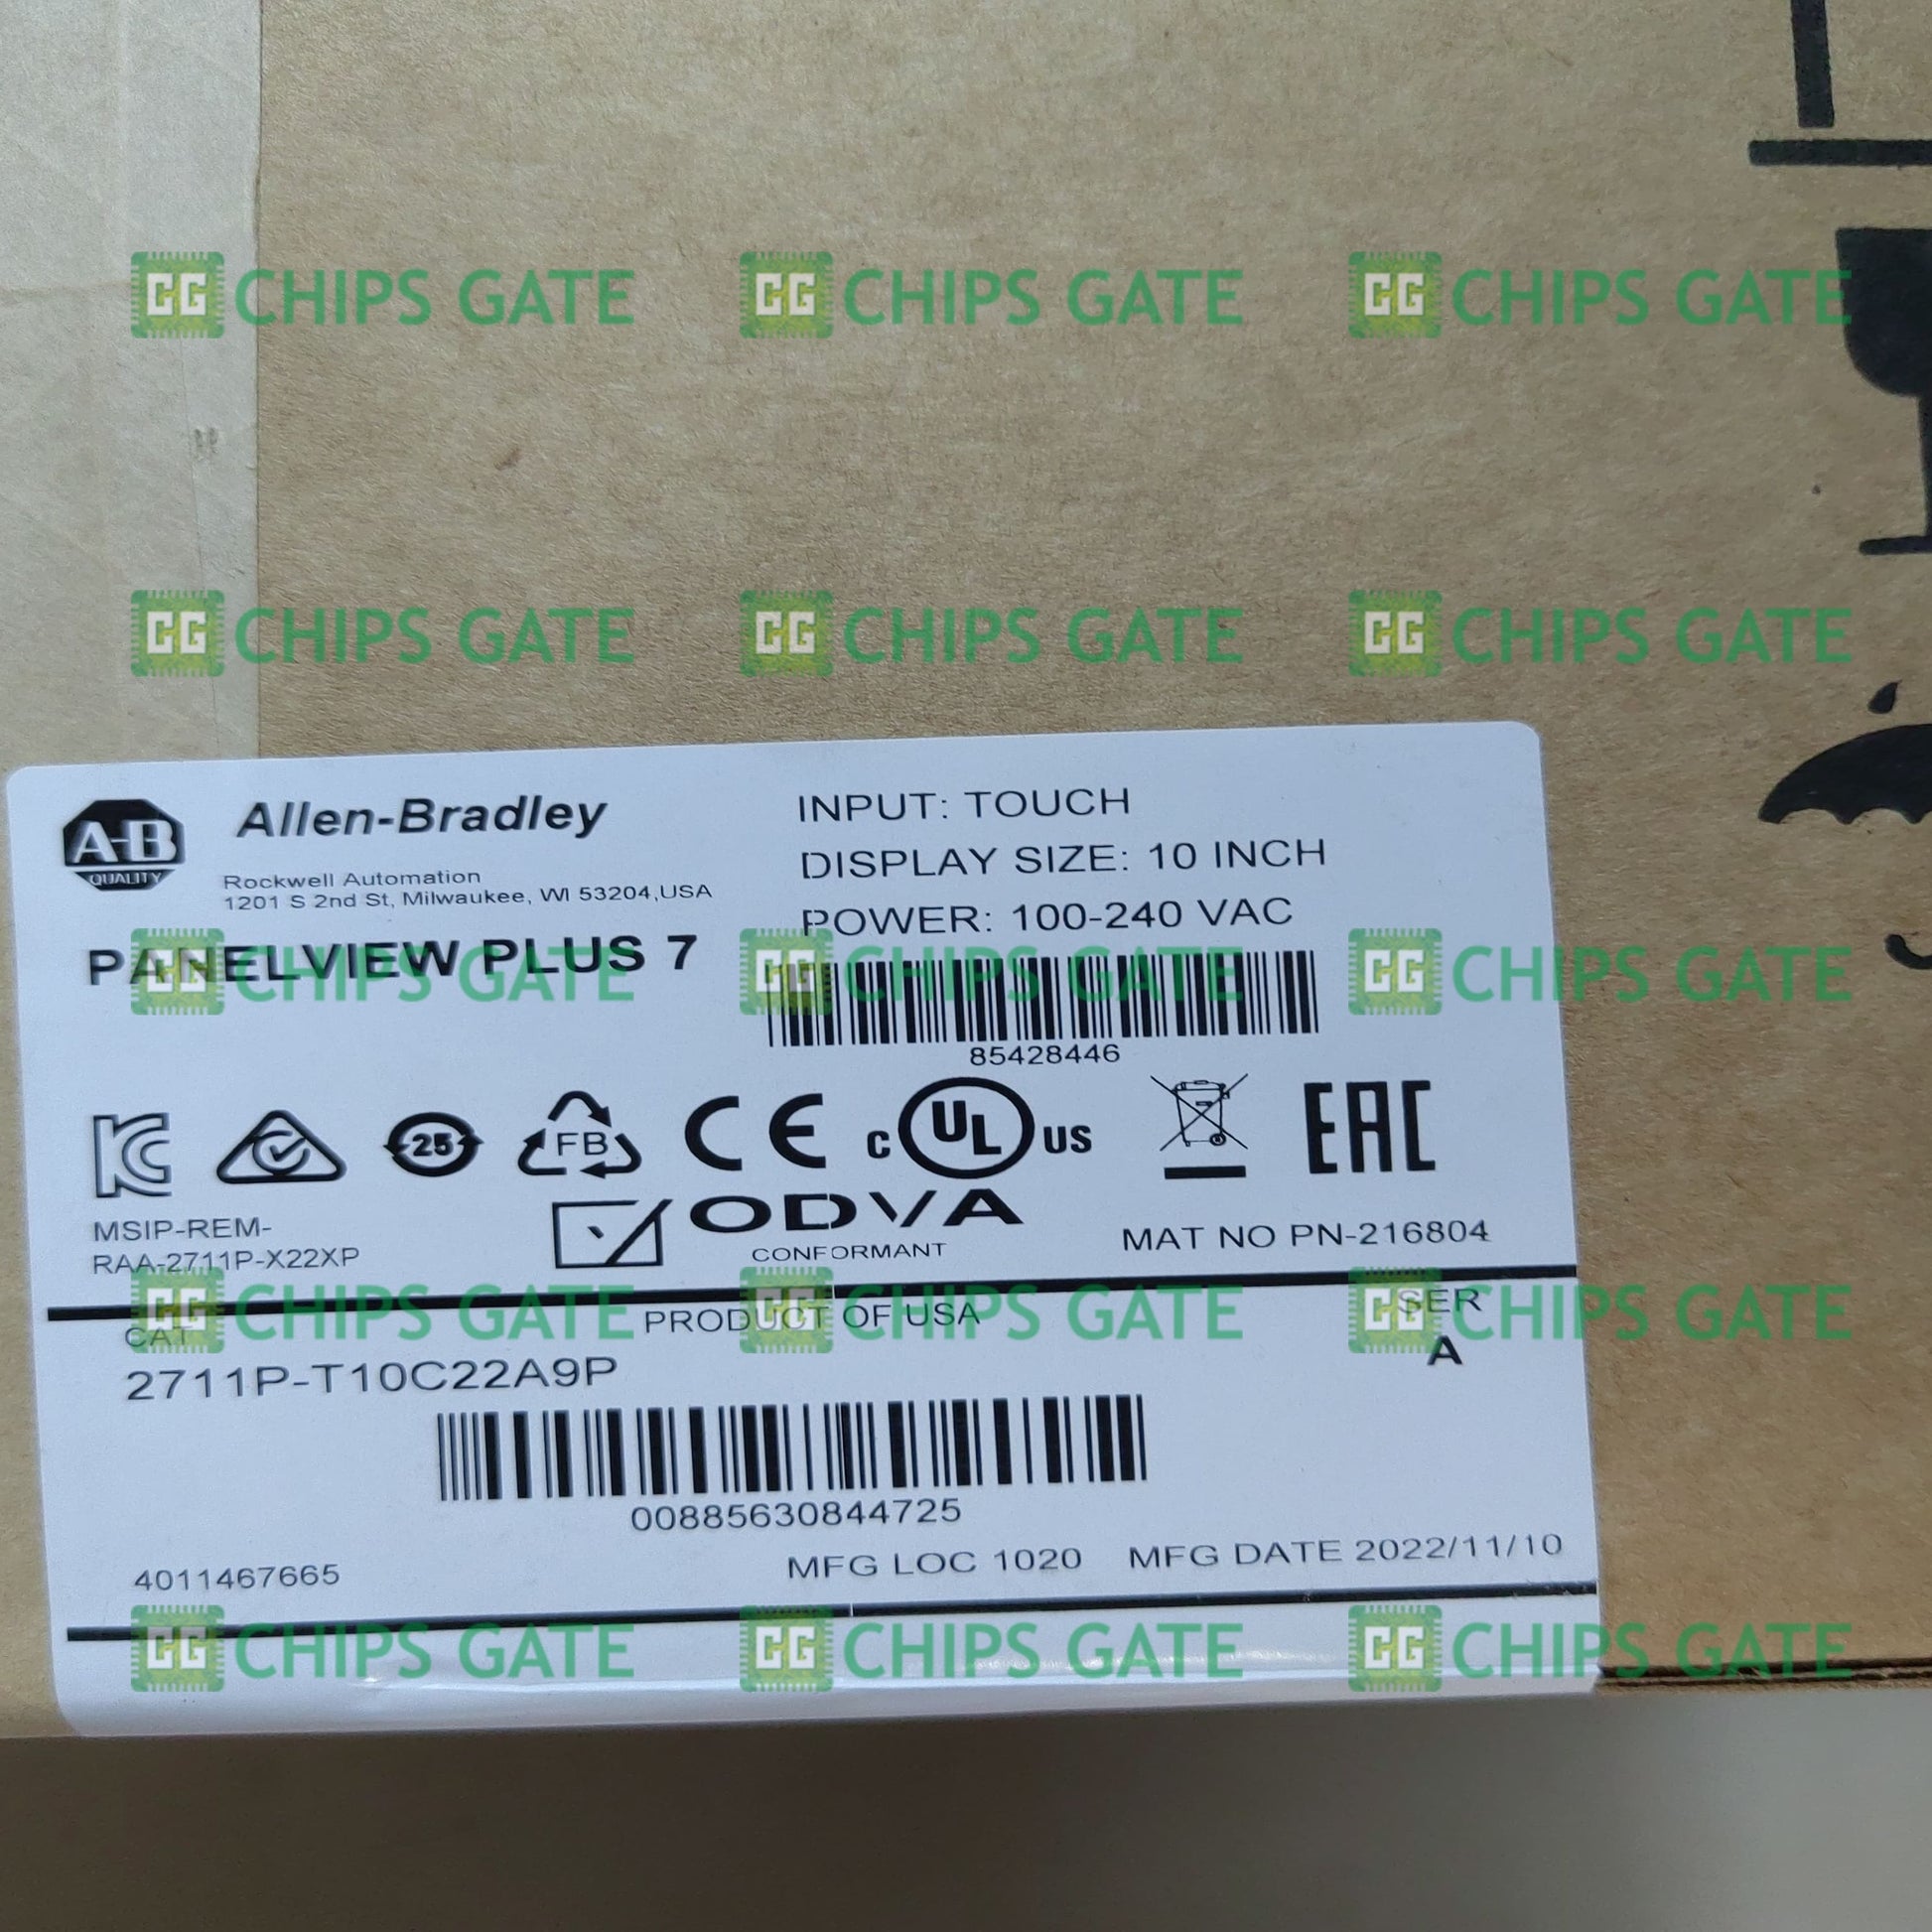 CG CHIPS GATE CG CHIPS GATE CG CHIPS GATE
CG CHIPS GATE CG CHIPS GATE CG CHIPS GATE
A-B
QUALITY
Allen-Bradley
Rockwell Automation
1201 S 2nd St, Milwaukee, WI 53204,USA
PANELVIEW PLUS 7
INPUT: TOUCH
DISPLAY SIZE: 10 INCH
POWER: 100-240 VAC
CG CHIPS GATE CG CHIPS GATE CG CHIPS GATE
85428446
KC
25
FB
CE
c UL US
EAC
MSIP-REM-
RAA-2711P-X22XP
ODVA
CONFORMANT
MAT NO PN-216804
CG CHIPS GATE CG CHIPS GATE CG CHIPS GATE
CAT
PRODUCT OF USA
SER
A
2711P-T10C22A9P
00885630844725
4011467665
MFG LOC 1020
MFG DATE 2022/11/10
CG CHIPS GATE CG CHIPS GATE CG CHIPS GATE